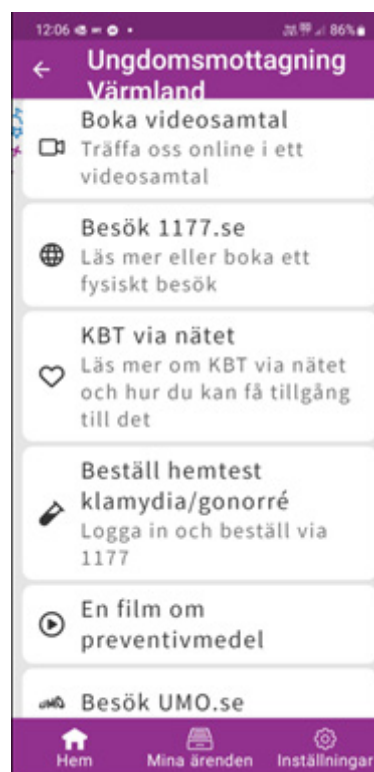 12:06
86%
Ungdomsmottagning
Värmland
Boka videosamtal
Träffa oss online i ett
videosamtal
Besök 1177.se
Läs mer eller boka ett
fysiskt besök
KBT via nätet
Läs mer om KBT via nätet
och hur du kan få tillgång
till det
Beställ hemtest
klamydia/gonorré
Logga in och beställ via
1177
En film om
preventivmedel
UMO
Besök UMO.se
Hem Mina ärenden Inställningar